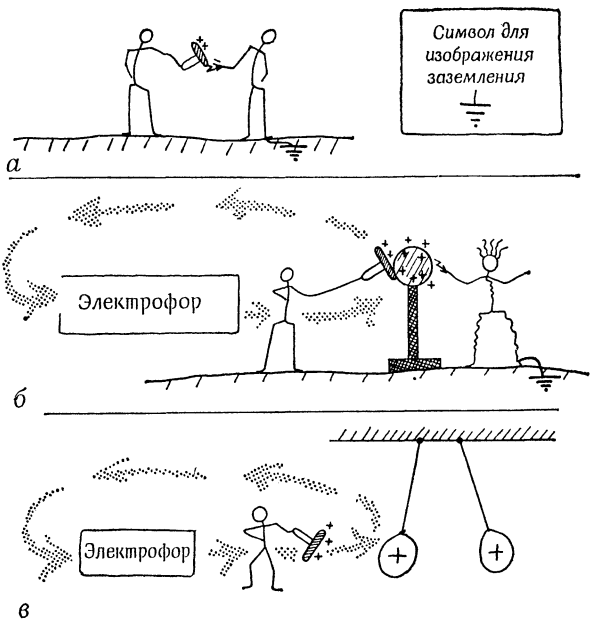 Символ для
изображения
заземления
а
Электрофор
б
Электрофор
в